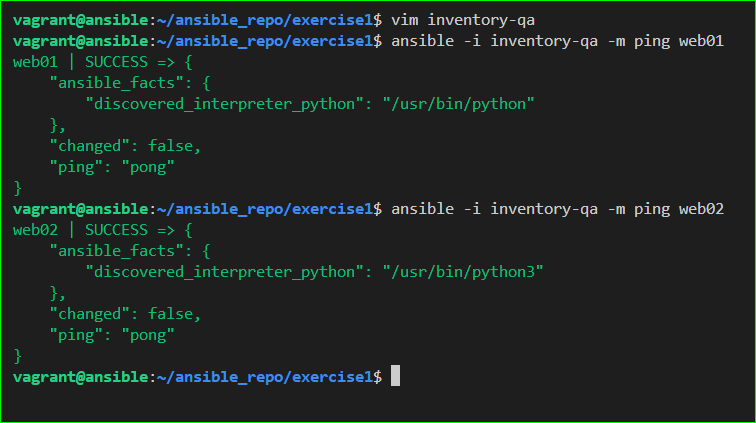 vagrant@ansible:~/ansible_repo/exercise1$ vim inventory-qa
vagrant@ansible:~/ansible_repo/exercise1$ ansible -i inventory-qa -m ping web01
web01 | SUCCESS => {
    "ansible_facts": {
        "discovered_interpreter_python": "/usr/bin/python"
    },
    "changed": false,
    "ping": "pong"
}
vagrant@ansible:~/ansible_repo/exercise1$ ansible -i inventory-qa -m ping web02
web02 | SUCCESS => {
    "ansible_facts": {
        "discovered_interpreter_python": "/usr/bin/python3"
    },
    "changed": false,
    "ping": "pong"
}
vagrant@ansible:~/ansible_repo/exercise1$